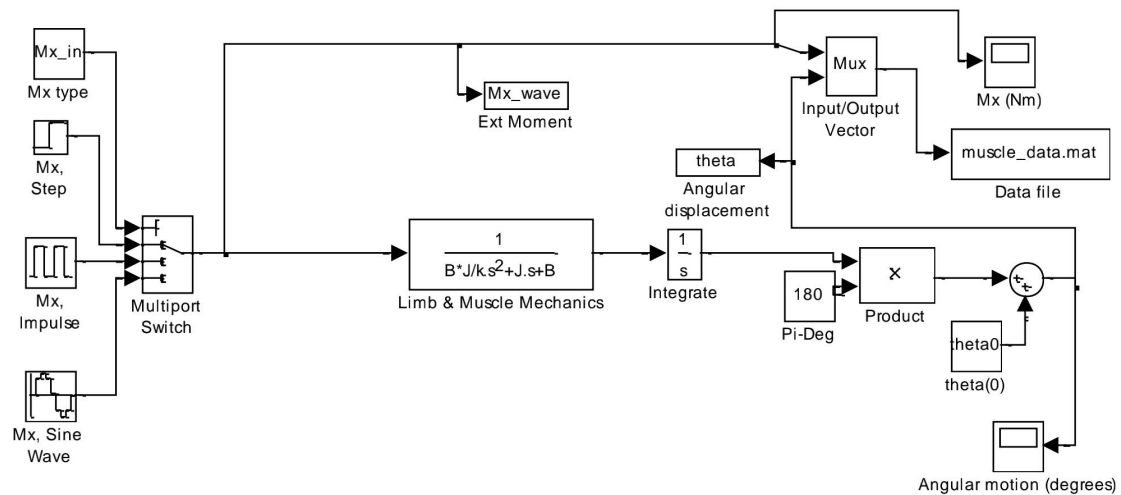 Mx_in
Mx type
Mx,
Step
Mx,
Impulse
Mx, Sine
Wave
Multiport
Switch
Mx_wave
Ext Moment
1
B*J/k.s2+J.s+B
Limb & Muscle Mechanics
1
s
Integrate
theta
Angular
displacement
Mux
Input/Output
Vector
Mx (Nm)
muscle_data.mat
Data file
180
Pi-Deg
x
Product
+
+
theta0
theta(0)
Angular motion (degrees)